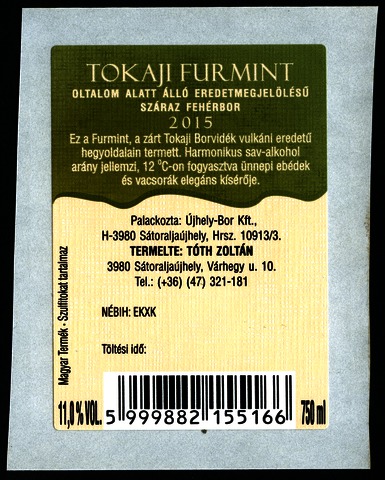 TOKAJI FURMINT
OLTALOM ALATT ÁLLÓ EREDETMEGJELÖLÉSŰ
SZÁRAZ FEHÉRBOR
2015
Ez a Furmint, a zárt Tokaji Borvidék vulkáni eredetű
hegyoldalain termett. Harmonikus sav-alkohol
arány jellemzi, 12 ⁰C-on fogyasztva ünnepi ebédek
és vacsorák elegáns kísérője.
Palackozta: Újhely-Bor Kft.,
H-3980 Sátoraljaújhely, Hrsz. 10913/3.
TERMELTE: TÓTH ZOLTÁN
3980 Sátoraljaújhely, Várhegy u. 10.
Tel.: (+36) (47) 321-181
NÉBIH: EKXK
Töltési idő:
Magyar Termék - Szulfitokat tartalmaz
11,0 % VOL.
5 999882 155166
750 ml